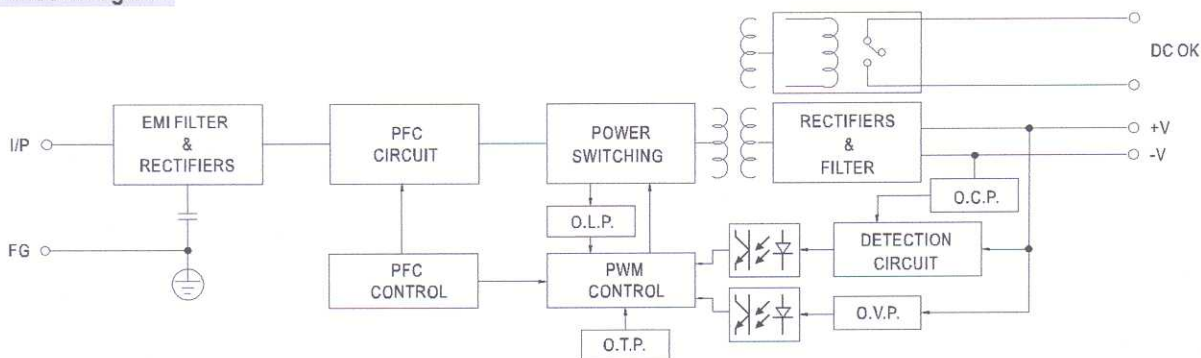 DC OK
I/P
EMI FILTER
&
RECTIFIERS
PFC
CIRCUIT
POWER
SWITCHING
RECTIFIERS
&
FILTER
+V
-V
O.C.P.
O.L.P.
FG
PFC
CONTROL
PWM
CONTROL
DETECTION
CIRCUIT
O.V.P.
O.T.P.